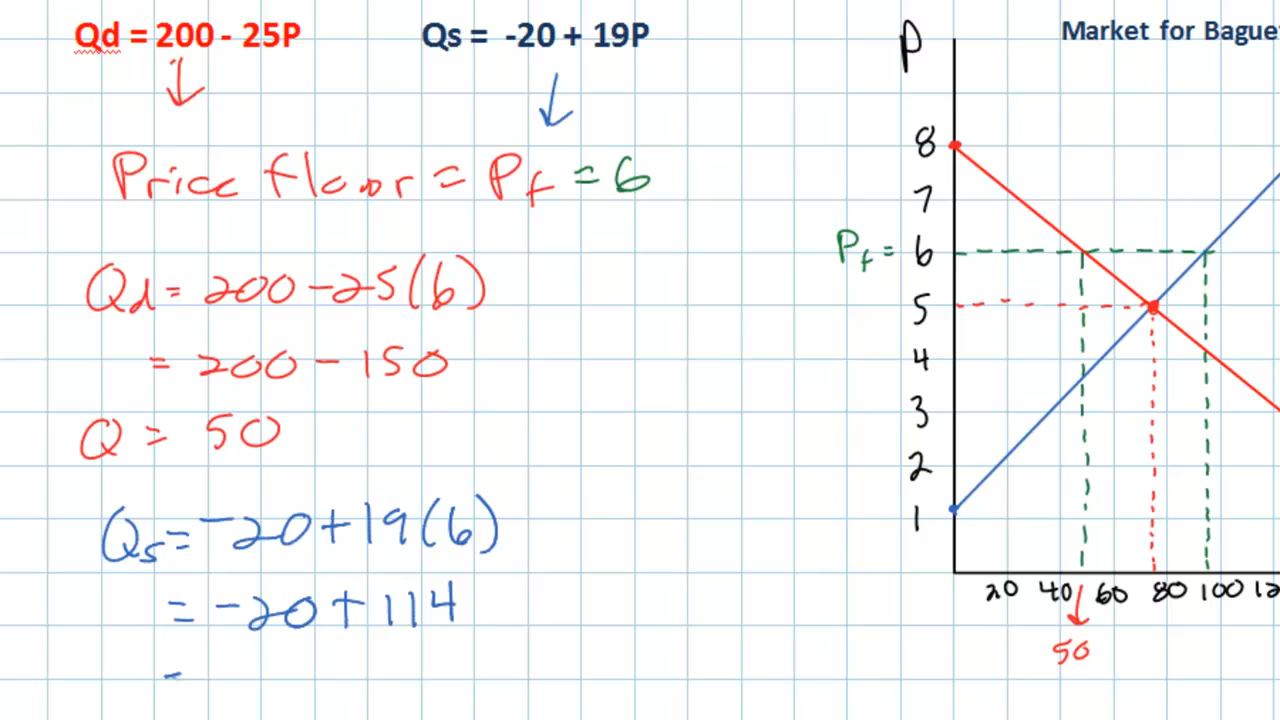 Qd = 200 - 25P
Qs = -20 + 19P
Price floor = Pf = 6
Qd = 200 - 25(6)
= 200 - 150
Q = 50
Qs = -20 + 19(6)
= -20 + 114
=
Market for Bague
P
8
7
Pf = 6
5
4
3
2
1
20 40 60 80 100 12
50